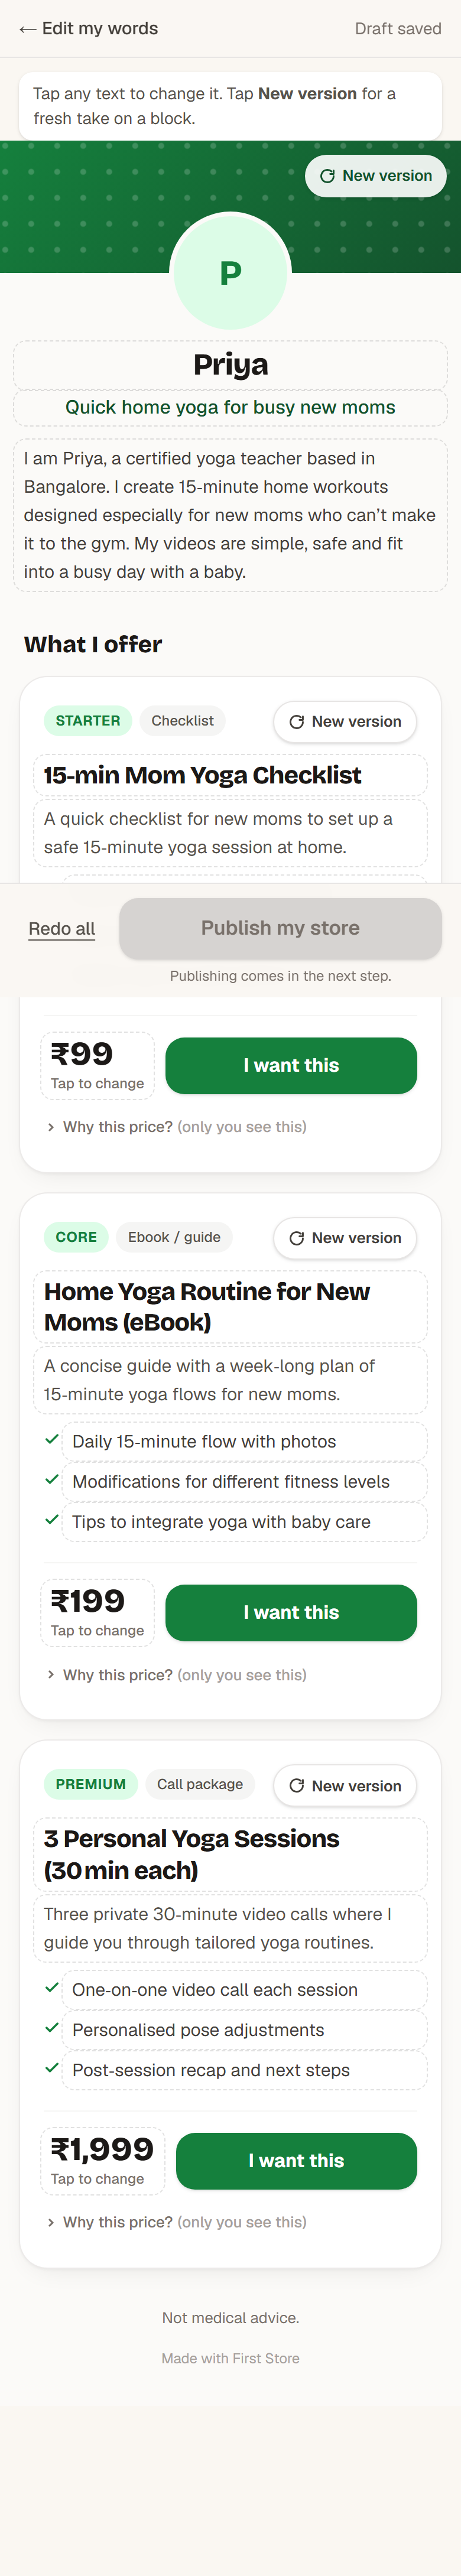 ← Edit my words
Draft saved
Tap any text to change it. Tap New version for a
fresh take on a block.
New version
P
Priya
Quick home yoga for busy new moms
I am Priya, a certified yoga teacher based in
Bangalore. I create 15-minute home workouts
designed especially for new moms who can’t make
it to the gym. My videos are simple, safe and fit
into a busy day with a baby.
What I offer
STARTER
Checklist
New version
15-min Mom Yoga Checklist
A quick checklist for new moms to set up a
safe 15-minute yoga session at home.
Redo all
Publish my store
Publishing comes in the next step.
₹99
Tap to change
I want this
Why this price? (only you see this)
CORE
Ebook / guide
New version
Home Yoga Routine for New
Moms (eBook)
A concise guide with a week-long plan of
15-minute yoga flows for new moms.
Daily 15-minute flow with photos
Modifications for different fitness levels
Tips to integrate yoga with baby care
₹199
Tap to change
I want this
Why this price? (only you see this)
PREMIUM
Call package
New version
3 Personal Yoga Sessions
(30 min each)
Three private 30-minute video calls where I
guide you through tailored yoga routines.
One-on-one video call each session
Personalised pose adjustments
Post-session recap and next steps
₹1,999
Tap to change
I want this
Why this price? (only you see this)
Not medical advice.
Made with First Store